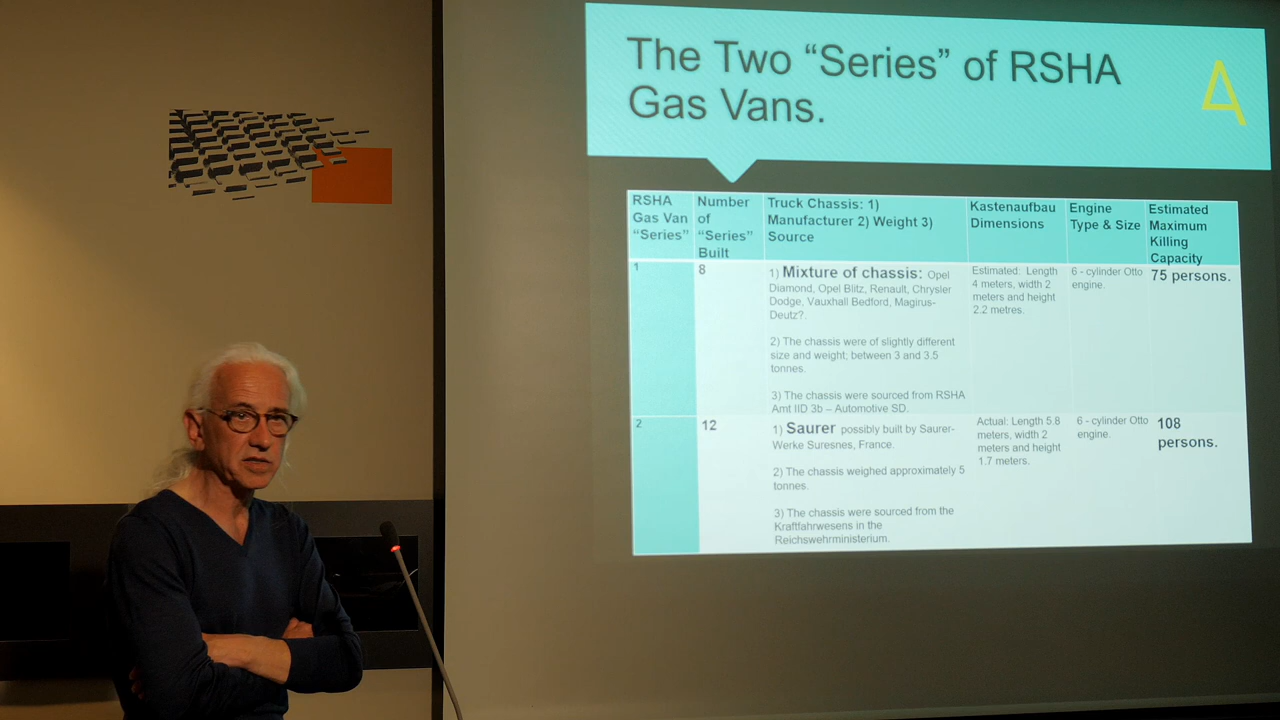 The Two “Series” of RSHA
Gas Vans.
RSHA
Gas Van
“Series”
Number
of
“Series”
Built
Truck Chassis: 1)
Manufacturer 2) Weight 3)
Source
Kastenaufbau
Dimensions
Engine
Type & Size
Estimated
Maximum
Killing
Capacity
1
8
1) Mixture of chassis: Opel
Diamond, Opel Blitz, Renault, Chrysler
Dodge, Vauxhall Bedford, Magirus-
Deutz?.
2) The chassis were of slightly different
size and weight; between 3 and 3.5
tonnes.
3) The chassis were sourced from RSHA
Amt IID 3b – Automotive SD.
Estimated: Length
4 meters, width 2
meters and height
2.2 metres.
6 - cylinder Otto
engine.
75 persons.
2
12
1) Saurer possibly built by Saurer-
Werke Suresnes, France.
2) The chassis weighed approximately 5
tonnes.
3) The chassis were sourced from the
Kraftfahrwesens in the
Reichswehrministerium.
Actual: Length 5.8
meters, width 2
meters and height
1.7 meters.
6 - cylinder Otto
engine.
108
persons.